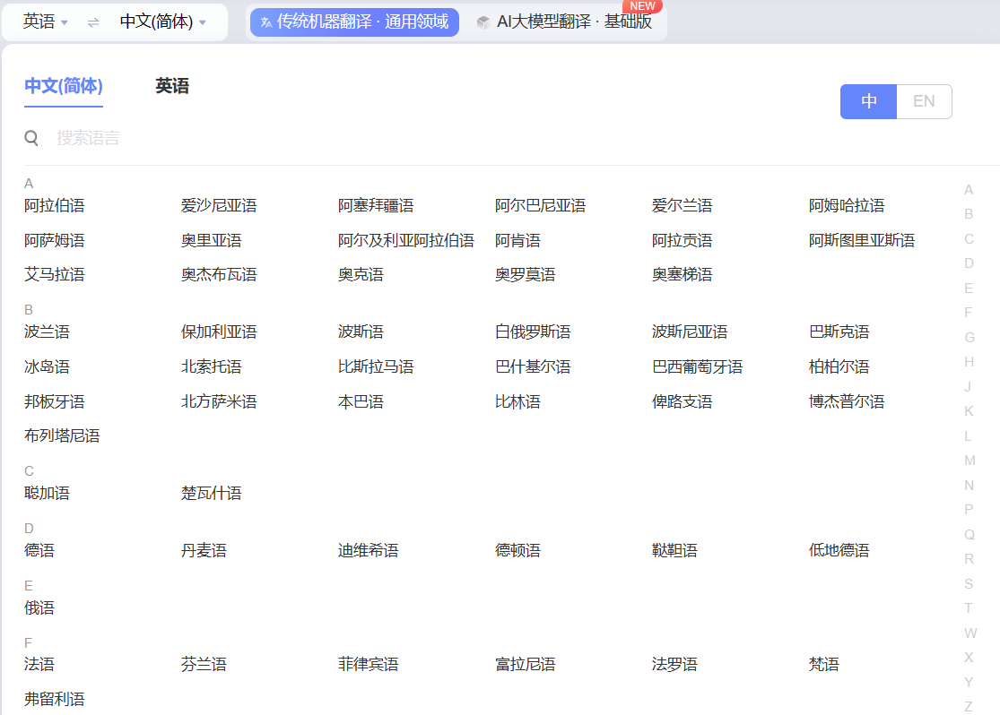 英语 中文(简体) 传统机器翻译 · 通用领域 AI大模型翻译 · 基础版 NEW
中文(简体) 英语 中 EN
搜索语言
A
阿拉伯语 爱沙尼亚语 阿塞拜疆语 阿尔巴尼亚语 爱尔兰语 阿姆哈拉语
阿萨姆语 奥里亚语 阿尔及利亚阿拉伯语 阿肯语 阿拉贡语 阿斯图里亚斯语
艾马拉语 奥杰布瓦语 奥克语 奥罗莫语 奥塞梯语
B
波兰语 保加利亚语 波斯语 白俄罗斯语 波斯尼亚语 巴斯克语
冰岛语 北索托语 比斯拉马语 巴什基尔语 巴西葡萄牙语 柏柏尔语
邦板牙语 北方萨米语 本巴语 比林语 俾路支语 博杰普尔语
布列塔尼语
C
聪加语 楚瓦什语
D
德语 丹麦语 迪维希语 德顿语 鞑靼语 低地德语
E
俄语
F
法语 芬兰语 菲律宾语 富拉尼语 法罗语 梵语
弗留利语
A
B
C
D
E
F
G
H
J
K
L
M
N
P
Q
R
S
T
W
X
Y
Z